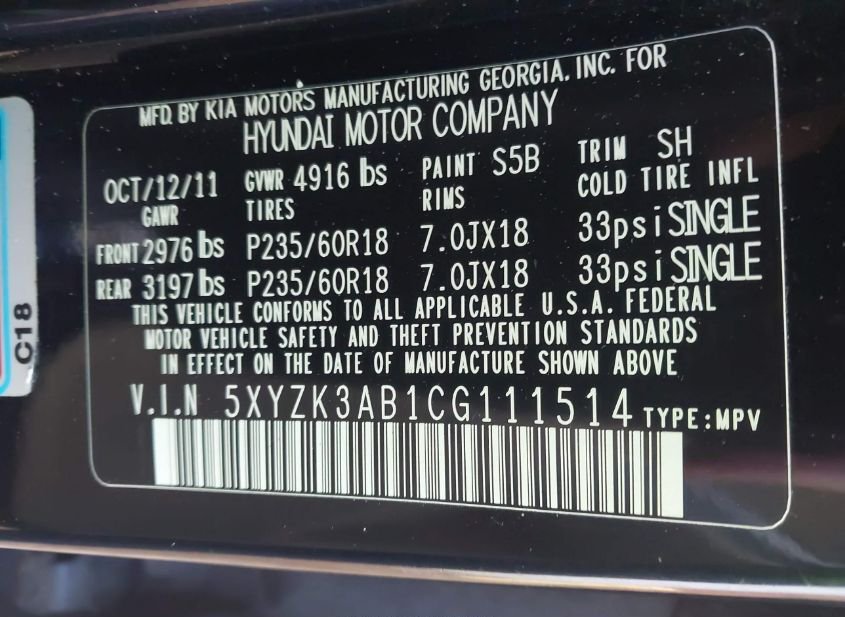 MFD. BY KIA MOTORS MANUFACTURING GEORGIA, INC. FOR
HYUNDAI MOTOR COMPANY
OCT/12/11 GVWR 4916 lbs PAINT S5B TRIM SH
GAWR TIRES RIMS COLD TIRE INFL
FRONT 2976 lbs P235/60R18 7.0JX18 33psi SINGLE
REAR 3197 lbs P235/60R18 7.0JX18 33psi SINGLE
THIS VEHICLE CONFORMS TO ALL APPLICABLE U.S.A. FEDERAL
MOTOR VEHICLE SAFETY AND THEFT PREVENTION STANDARDS
IN EFFECT ON THE DATE OF MANUFACTURE SHOWN ABOVE
V.I.N 5XYZK3AB1CG111514 TYPE:MPV
C18